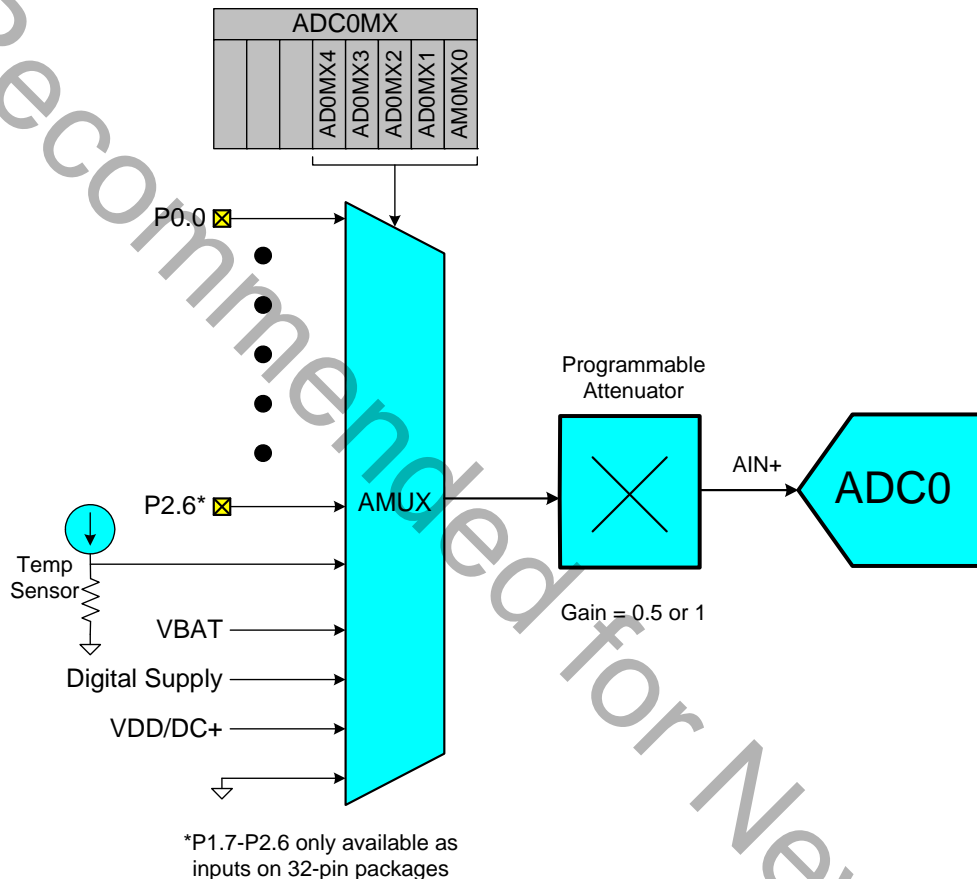 ADC0MX
AD0MX4
AD0MX3
AD0MX2
AD0MX1
AM0MX0
P0.0
Programmable
Attenuator
AIN+
ADC0
P2.6*
AMUX
Temp
Sensor
Gain = 0.5 or 1
VBAT
Digital Supply
VDD/DC+
*P1.7-P2.6 only available as
inputs on 32-pin packages
Recommended for New